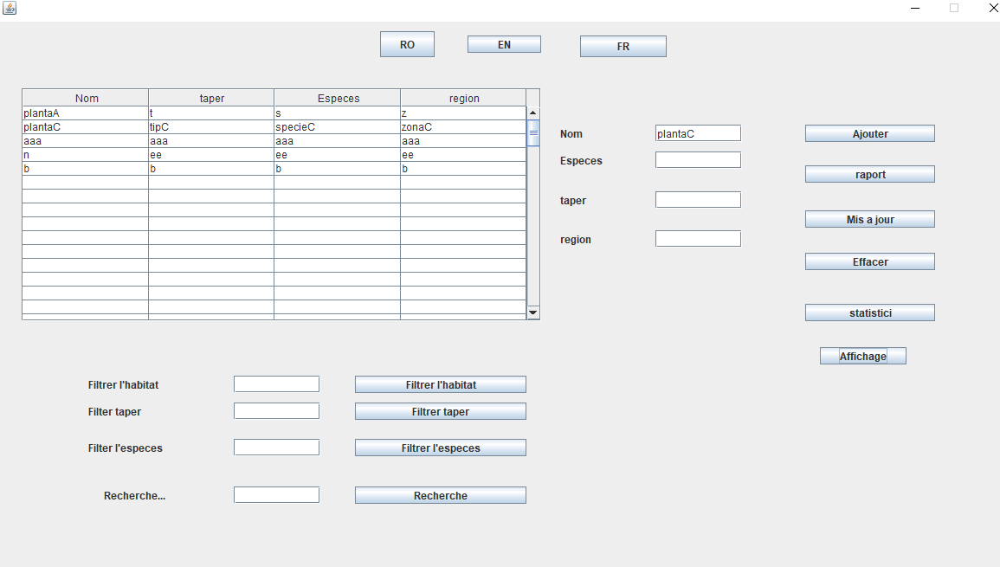 RO EN FR
Nom taper Especes region
plantaA t s z
plantaC tipC specieC zonaC
aaa aaa aaa aaa
n ee ee ee
b b b b
Nom plantaC Ajouter
Especes
raport
taper
Mis a jour
region
Effacer
statistici
Affichage
Filtrer l'habitat Filtrer l'habitat
Filter taper Filtrer taper
Filter l'especes Filtrer l'especes
Recherche... Recherche